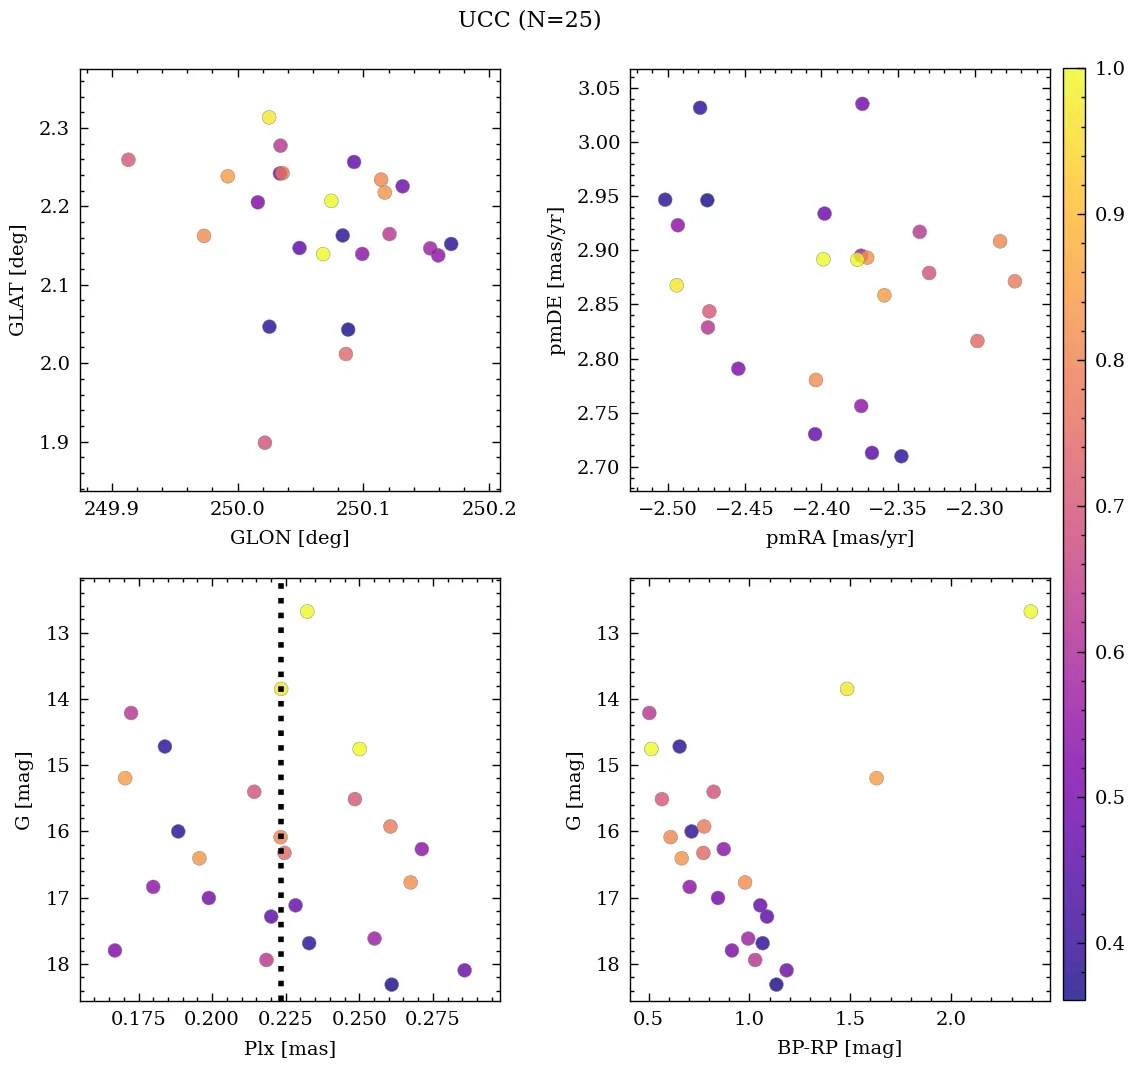 UCC (N=25)
2.3
2.2
2.1
2.0
1.9
GLAT [deg]
249.9 250.0 250.1 250.2
GLON [deg]
3.05
3.00
2.95
2.90
2.85
2.80
2.75
2.70
pmDE [mas/yr]
−2.50 −2.45 −2.40 −2.35 −2.30
pmRA [mas/yr]
1.0
0.9
0.8
0.7
0.6
0.5
0.4
13
14
15
16
17
18
G [mag]
0.175 0.200 0.225 0.250 0.275
Plx [mas]
13
14
15
16
17
18
G [mag]
0.5 1.0 1.5 2.0
BP-RP [mag]